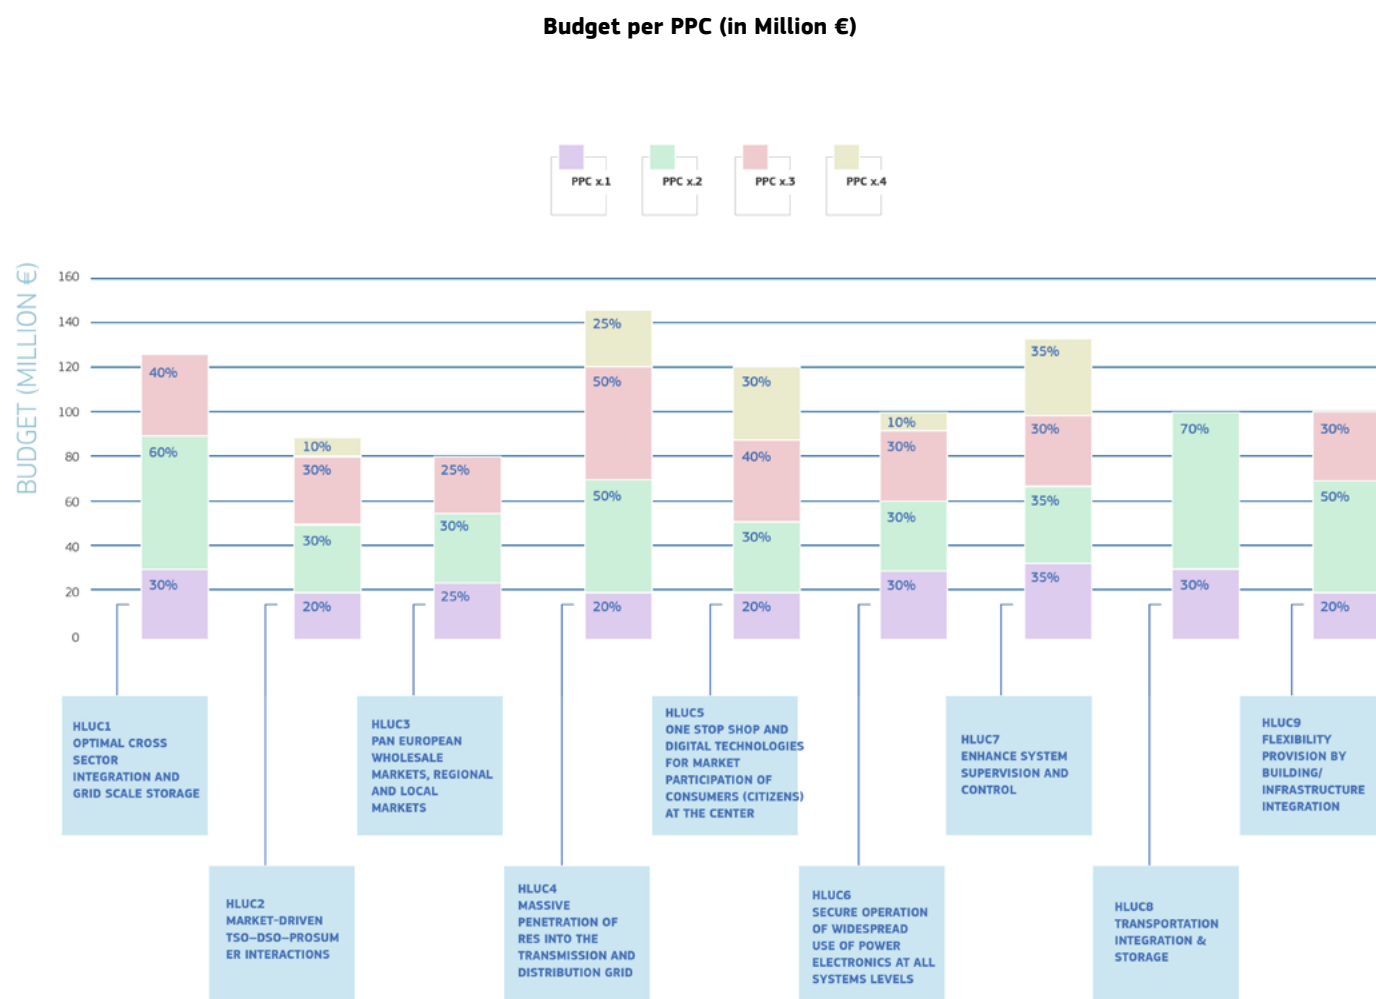 Budget per PPC (in Million €)
PPC x.1
PPC x.2
PPC x.3
PPC x.4
BUDGET (MILLION €)
160
140
120
100
80
60
40
20
0
40%
60%
30%
10%
30%
30%
20%
25%
30%
25%
25%
50%
50%
20%
30%
40%
30%
20%
10%
30%
30%
30%
35%
30%
35%
35%
70%
30%
30%
50%
20%
HLUC1
OPTIMAL CROSS
SECTOR
INTEGRATION AND
GRID SCALE STORAGE
HLUC2
MARKET-DRIVEN
TSO–DSO–PROSUM
ER INTERACTIONS
HLUC3
PAN EUROPEAN
WHOLESALE
MARKETS, REGIONAL
AND LOCAL
MARKETS
HLUC4
MASSIVE
PENETRATION OF
RES INTO THE
TRANSMISSION AND
DISTRIBUTION GRID
HLUC5
ONE STOP SHOP AND
DIGITAL TECHNOLOGIES
FOR MARKET
PARTICIPATION OF
CONSUMERS (CITIZENS)
AT THE CENTER
HLUC6
SECURE OPERATION
OF WIDESPREAD
USE OF POWER
ELECTRONICS AT ALL
SYSTEMS LEVELS
HLUC7
ENHANCE SYSTEM
SUPERVISION AND
CONTROL
HLUC8
TRANSPORTATION
INTEGRATION &
STORAGE
HLUC9
FLEXIBILITY
PROVISION BY
BUILDING/
INFRASTRUCTURE
INTEGRATION